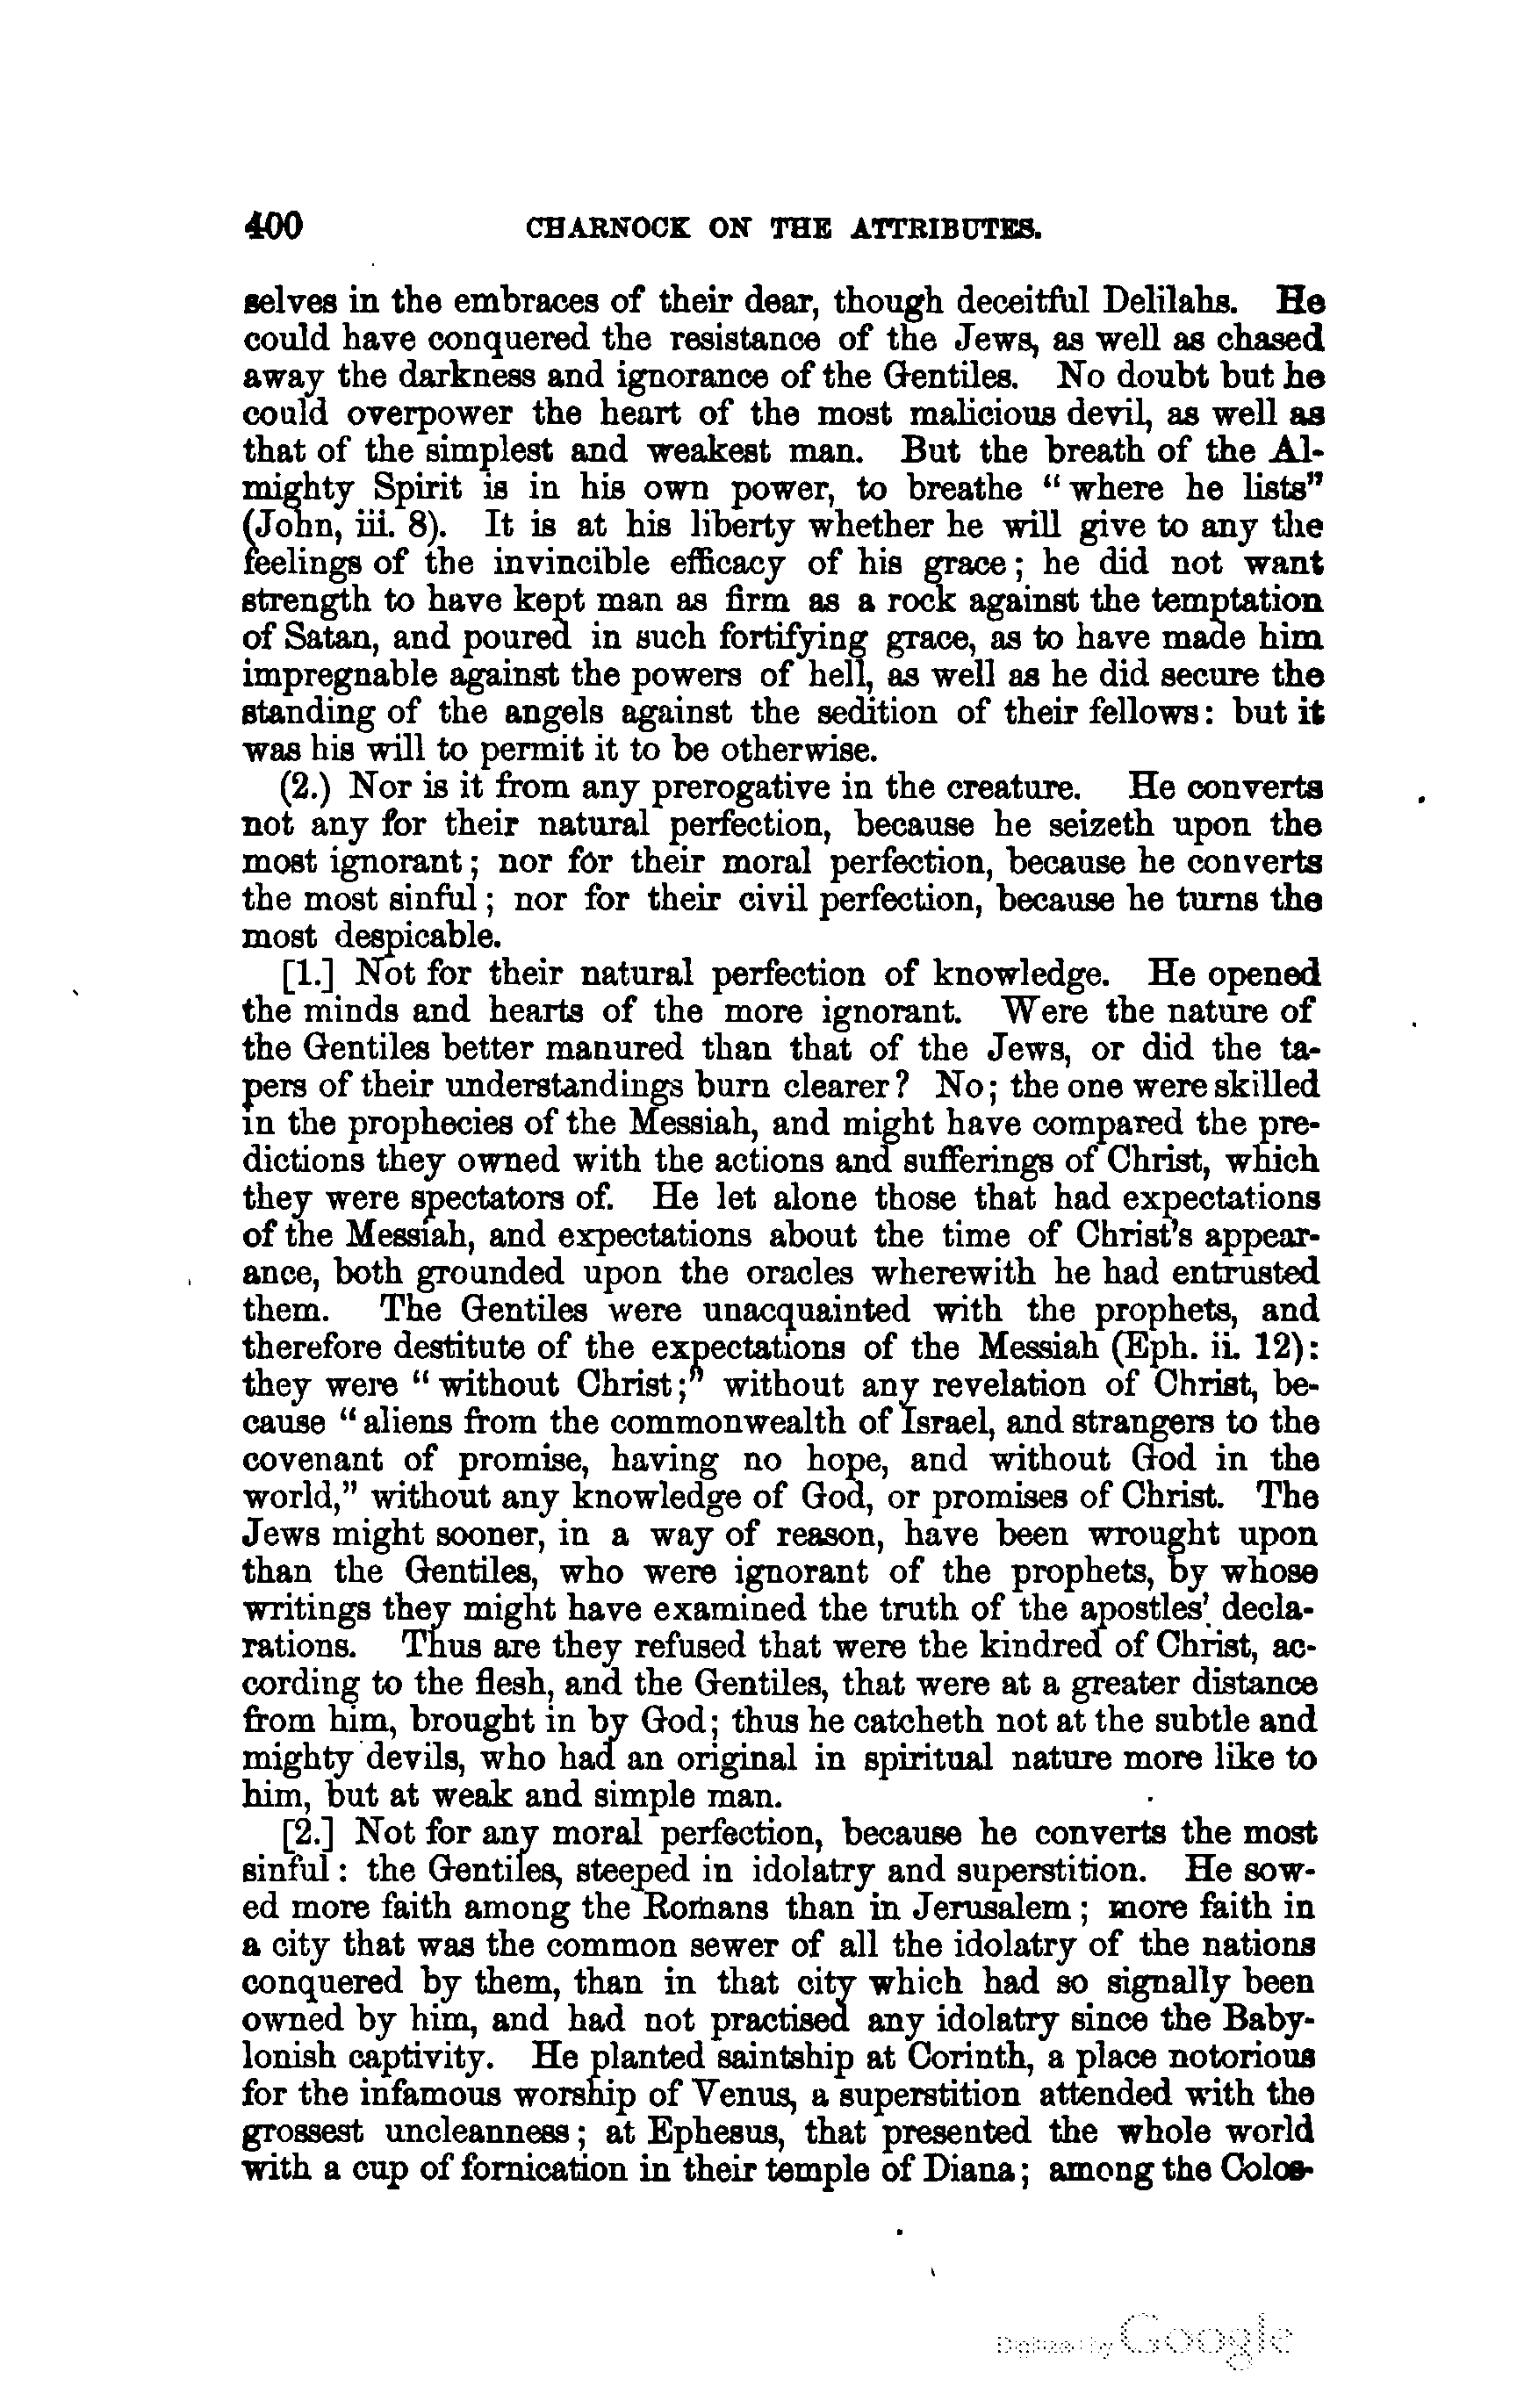 400 CHARNOCK ON THE ATTRIBUTES.
selves in the embraces of their dear, though deceitful Delilahs. He
could have conquered the resistance of the Jews, as well as chased
away the darkness and ignorance of the Gentiles. No doubt but he
could overpower the heart of the most malicious devil, as well as
that of the simplest and weakest man. But the breath of the Al-
mighty Spirit is in his own power, to breathe “where he lists”
(John, iii. 8). It is at his liberty whether he will give to any the
feelings of the invincible efficacy of his grace; he did not want
strength to have kept man as firm as a rock against the temptation
of Satan, and poured in such fortifying grace, as to have made him
impregnable against the powers of hell, as well as he did secure the
standing of the angels against the sedition of their fellows: but it
was his will to permit it to be otherwise.
(2.) Nor is it from any prerogative in the creature. He converts
not any for their natural perfection, because he seizeth upon the
most ignorant; nor for their moral perfection, because he converts
the most sinful; nor for their civil perfection, because he turns the
most despicable.
[1.] Not for their natural perfection of knowledge. He opened
the minds and hearts of the more ignorant. Were the nature of
the Gentiles better manured than that of the Jews, or did the ta-
pers of their understandings burn clearer? No; the one were skilled
in the prophecies of the Messiah, and might have compared the pre-
dictions they owned with the actions and sufferings of Christ, which
they were spectators of. He let alone those that had expectations
of the Messiah, and expectations about the time of Christ’s appear-
ance, both grounded upon the oracles wherewith he had entrusted
them. The Gentiles were unacquainted with the prophets, and
therefore destitute of the expectations of the Messiah (Eph. ii. 12):
they were “without Christ;” without any revelation of Christ, be-
cause “aliens from the commonwealth of Israel, and strangers to the
covenant of promise, having no hope, and without God in the
world,” without any knowledge of God, or promises of Christ. The
Jews might sooner, in a way of reason, have been wrought upon
than the Gentiles, who were ignorant of the prophets, by whose
writings they might have examined the truth of the apostles’ decla-
rations. Thus are they refused that were the kindred of Christ, ac-
cording to the flesh, and the Gentiles, that were at a greater distance
from him, brought in by God; thus he catcheth not at the subtle and
mighty devils, who had an original in spiritual nature more like to
him, but at weak and simple man.
[2.] Not for any moral perfection, because he converts the most
sinful: the Gentiles, steeped in idolatry and superstition. He sow-
ed more faith among the Romans than in Jerusalem; more faith in
a city that was the common sewer of all the idolatry of the nations
conquered by them, than in that city which had so signally been
owned by him, and had not practised any idolatry since the Baby-
lonish captivity. He planted saintship at Corinth, a place notorious
for the infamous worship of Venus, a superstition attended with the
grossest uncleanness; at Ephesus, that presented the whole world
with a cup of fornication in their temple of Diana; among the Colos-
Digitized by Google